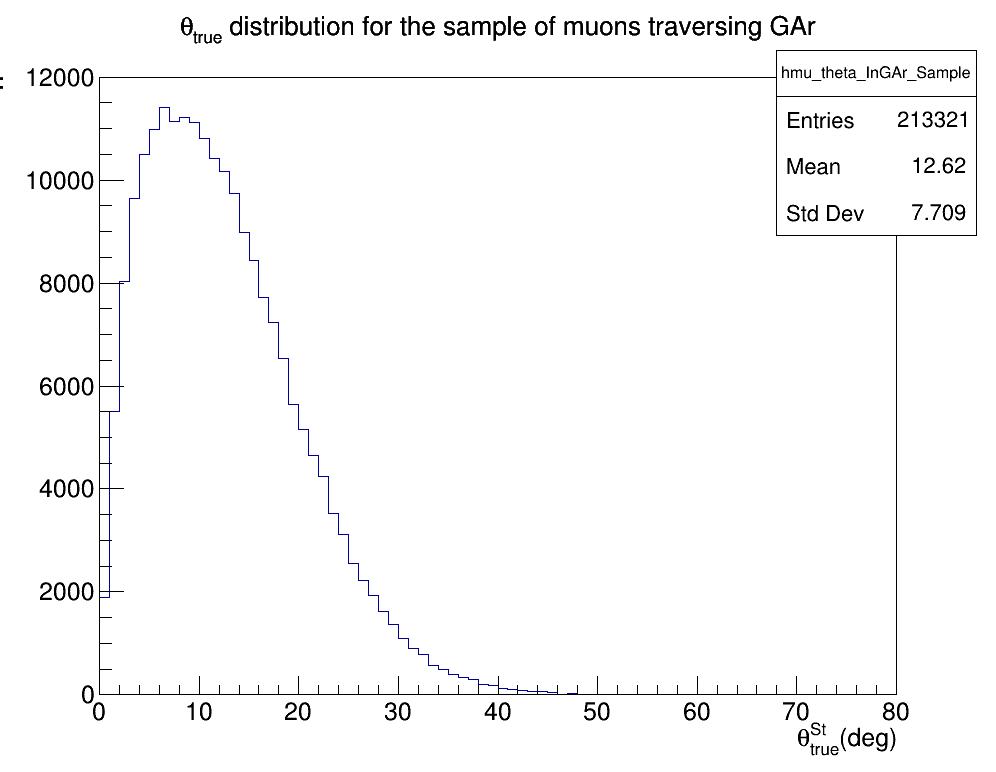 θtrue distribution for the sample of muons traversing GAr
hmu_theta_InGAr_Sample
Entries 213321
Mean 12.62
Std Dev 7.709
12000
10000
8000
6000
4000
2000
0
0 10 20 30 40 50 60 70 80
θ^St_true(deg)